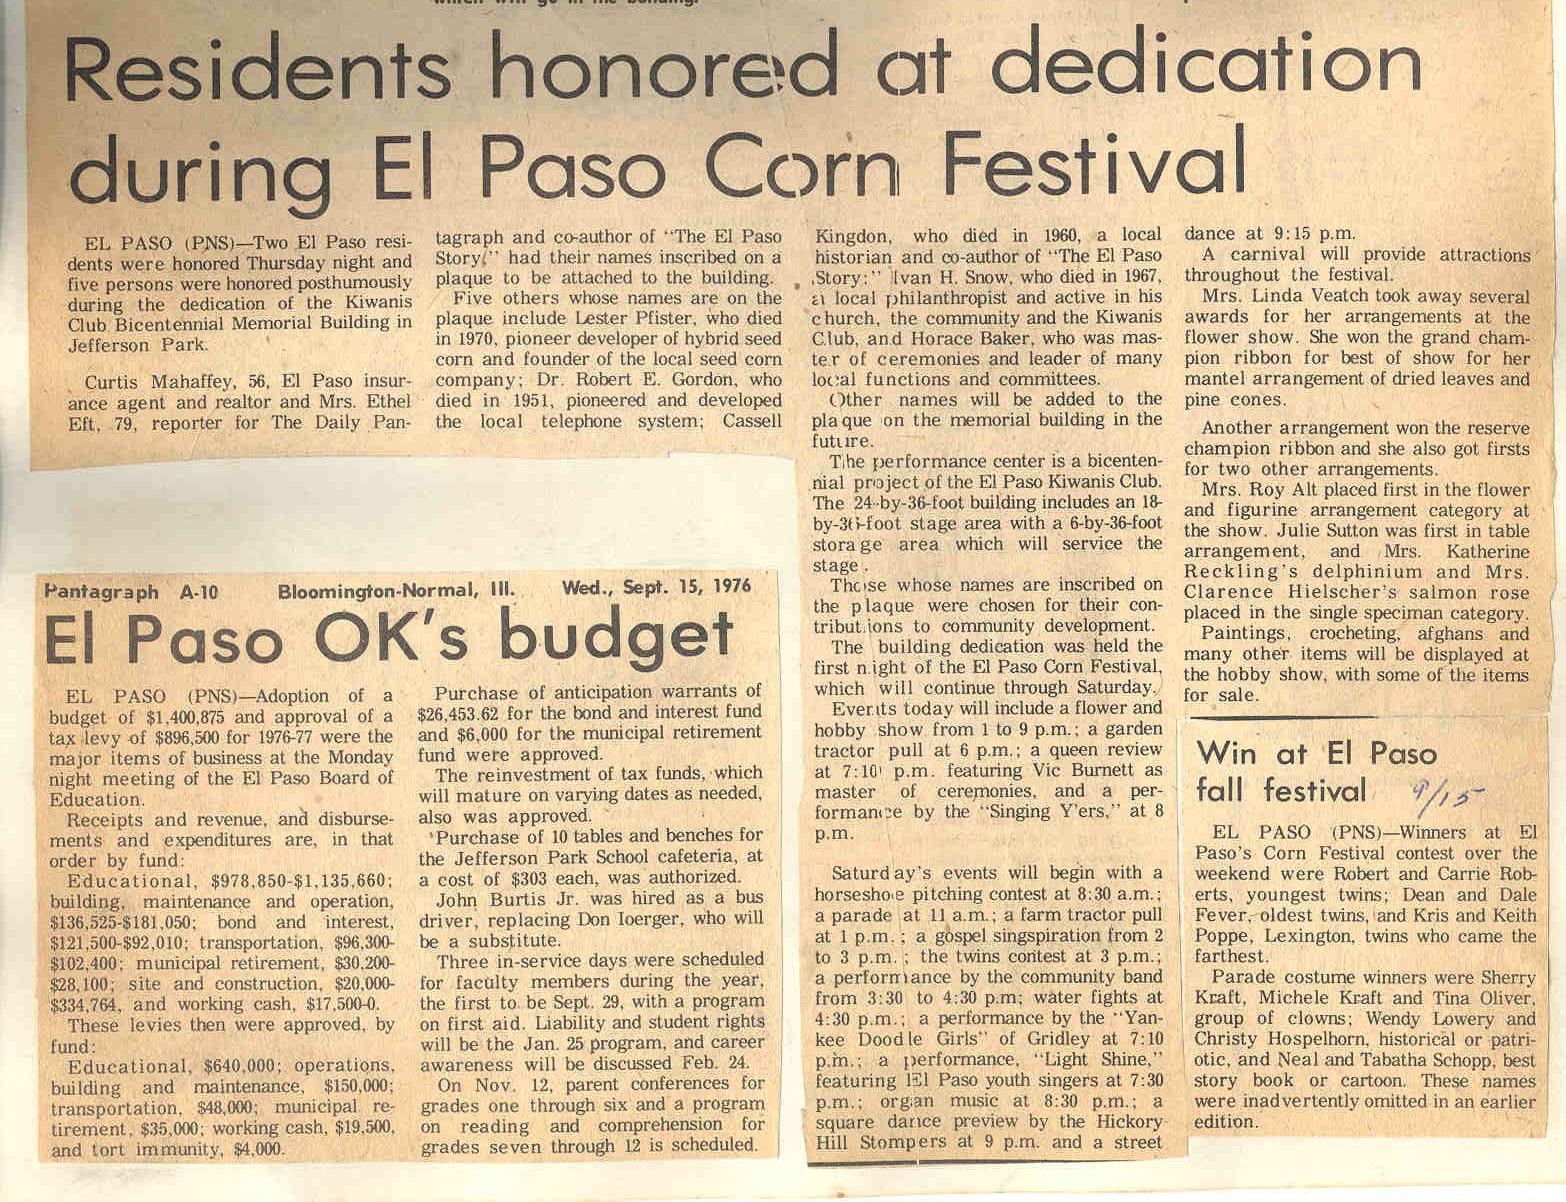 which will go in the building.
Residents honored at dedication
during El Paso Corn Festival
EL PASO (PNS)—Two El Paso resi-
dents were honored Thursday night and
five persons were honored posthumously
during the dedication of the Kiwanis
Club Bicentennial Memorial Building in
Jefferson Park.
Curtis Mahaffey, 56, El Paso insur-
ance agent and realtor and Mrs. Ethel
Eft, 79, reporter for The Daily Pan-
tagraph and co-author of "The El Paso
Story," had their names inscribed on a
plaque to be attached to the building.
Five others whose names are on the
plaque include Lester Pfister, who died
in 1970, pioneer developer of hybrid seed
corn and founder of the local seed corn
company; Dr. Robert E. Gordon, who
died in 1951, pioneered and developed
the local telephone system; Cassell
Kingdon, who died in 1960, a local
historian and co-author of "The El Paso
Story;" Ivan H. Snow, who died in 1967,
a local philanthropist and active in his
church, the community and the Kiwanis
Club, and Horace Baker, who was mas-
ter of ceremonies and leader of many
local functions and committees.
Other names will be added to the
plaque on the memorial building in the
future.
The performance center is a bicenten-
nial project of the El Paso Kiwanis Club.
The 24-by-36-foot building includes an 18-
by-36-foot stage area with a 6-by-36-foot
storage area which will service the
stage.
Those whose names are inscribed on
the plaque were chosen for their con-
tributions to community development.
The building dedication was held the
first night of the El Paso Corn Festival,
which will continue through Saturday.
Events today will include a flower and
hobby show from 1 to 9 p.m.; a garden
tractor pull at 6 p.m.; a queen review
at 7:10 p.m. featuring Vic Burnett as
master of ceremonies, and a per-
formance by the "Singing Y'ers," at 8
p.m.
Saturday's events will begin with a
horseshoe pitching contest at 8:30 a.m.;
a parade at 11 a.m.; a farm tractor pull
at 1 p.m.; a gospel singspiration from 2
to 3 p.m.; the twins contest at 3 p.m.;
a performance by the community band
from 3:30 to 4:30 p.m; water fights at
4:30 p.m.; a performance by the "Yan-
kee Doodle Girls" of Gridley at 7:10
p.m.; a performance, "Light Shine,"
featuring El Paso youth singers at 7:30
p.m.; organ music at 8:30 p.m.; a
square dance preview by the Hickory
Hill Stompers at 9 p.m. and a street
dance at 9:15 p.m.
A carnival will provide attractions
throughout the festival.
Mrs. Linda Veatch took away several
awards for her arrangements at the
flower show. She won the grand cham-
pion ribbon for best of show for her
mantel arrangement of dried leaves and
pine cones.
Another arrangement won the reserve
champion ribbon and she also got firsts
for two other arrangements.
Mrs. Roy Alt placed first in the flower
and figurine arrangement category at
the show. Julie Sutton was first in table
arrangement, and Mrs. Katherine
Reckling's delphinium and Mrs.
Clarence Hielscher's salmon rose
placed in the single speciman category.
Paintings, crocheting, afghans and
many other items will be displayed at
the hobby show, with some of the items
for sale.
Pantagraph A-10 Bloomington-Normal, Ill. Wed., Sept. 15, 1976
El Paso OK's budget
EL PASO (PNS)—Adoption of a
budget of $1,400,875 and approval of a
tax levy of $896,500 for 1976-77 were the
major items of business at the Monday
night meeting of the El Paso Board of
Education.
Receipts and revenue, and disburse-
ments and expenditures are, in that
order by fund:
Educational, $978,850-$1,135,660;
building, maintenance and operation,
$136,525-$181,050; bond and interest,
$121,500-$92,010; transportation, $96,300-
$102,400; municipal retirement, $30,200-
$28,100; site and construction, $20,000-
$334,764, and working cash, $17,500-0.
These levies then were approved, by
fund:
Educational, $640,000; operations,
building and maintenance, $150,000;
transportation, $48,000; municipal re-
tirement, $35,000; working cash, $19,500,
and tort immunity, $4,000.
Purchase of anticipation warrants of
$26,453.62 for the bond and interest fund
and $6,000 for the municipal retirement
fund were approved.
The reinvestment of tax funds, which
will mature on varying dates as needed,
also was approved.
Purchase of 10 tables and benches for
the Jefferson Park School cafeteria, at
a cost of $303 each, was authorized.
John Burtis Jr. was hired as a bus
driver, replacing Don Ioerger, who will
be a substitute.
Three in-service days were scheduled
for faculty members during the year,
the first to be Sept. 29, with a program
on first aid. Liability and student rights
will be the Jan. 25 program, and career
awareness will be discussed Feb. 24.
On Nov. 12, parent conferences for
grades one through six and a program
on reading and comprehension for
grades seven through 12 is scheduled.
Win at El Paso
fall festival 9/15
EL PASO (PNS)—Winners at El
Paso's Corn Festival contest over the
weekend were Robert and Carrie Rob-
erts, youngest twins; Dean and Dale
Fever, oldest twins, and Kris and Keith
Poppe, Lexington, twins who came the
farthest.
Parade costume winners were Sherry
Kraft, Michele Kraft and Tina Oliver,
group of clowns; Wendy Lowery and
Christy Hospelhorn, historical or patri-
otic, and Neal and Tabatha Schopp, best
story book or cartoon. These names
were inadvertently omitted in an earlier
edition.